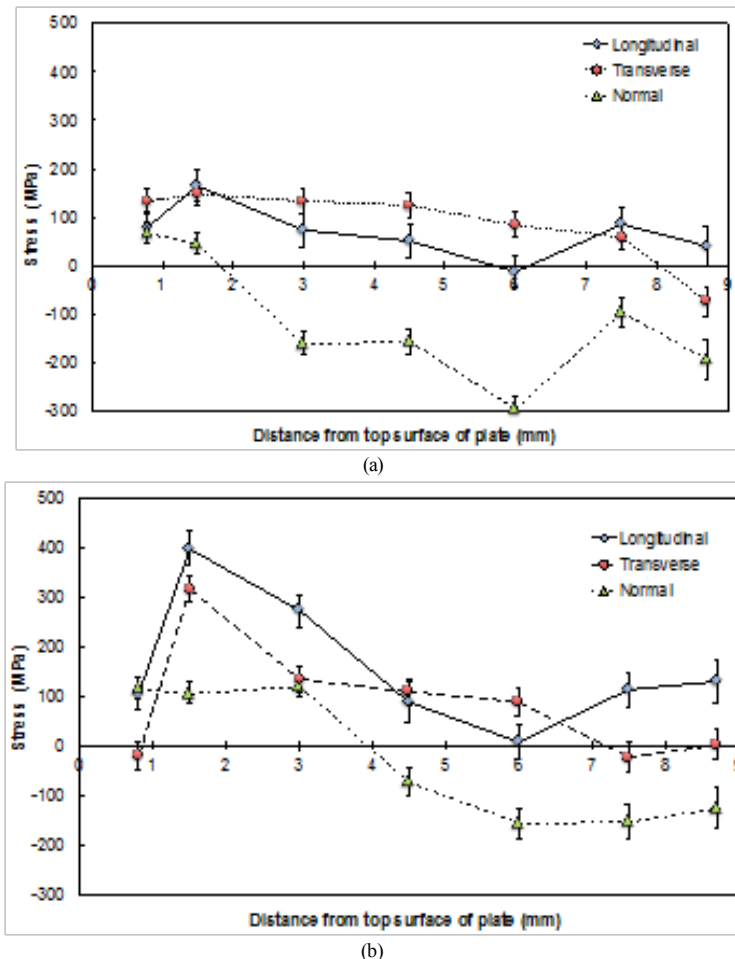 500
400
300
200
100
0
-100
-200
-300
0 1 2 3 4 5 6 7 8 9
Stress (MPa)
Longitudinal
Transverse
Normal
Distance from top surface of plate (mm)
(a)
500
400
300
200
100
0
-100
-200
-300
0 1 2 3 4 5 6 7 8 9
Stress (MPa)
Longitudinal
Transverse
Normal
Distance from top surface of plate (mm)
(b)